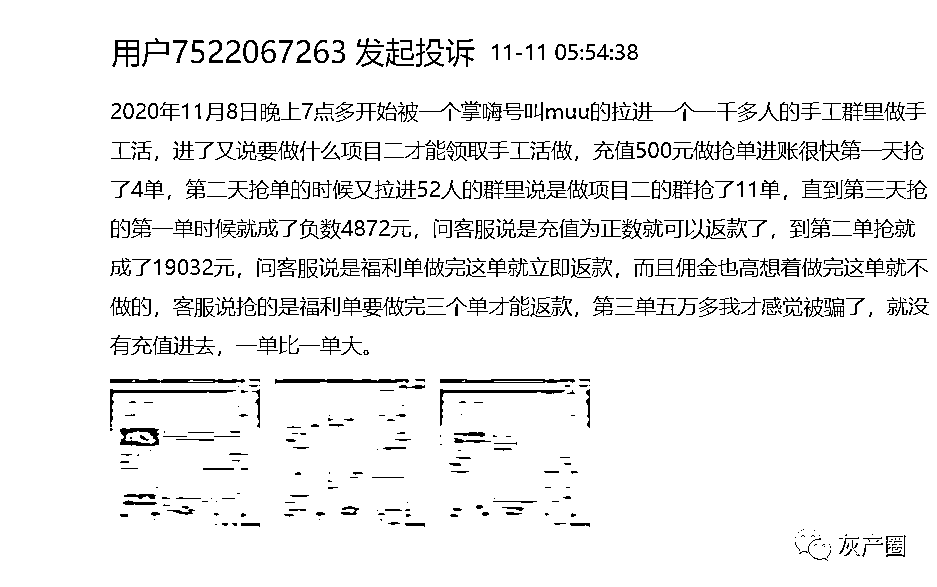 用户7522067263 发起投诉 11-11 05:54:38
2020年11月8日晚上7点多开始被一个掌嗨号叫muu的拉进一个一千多人的手工群里做手
工活，进了又说要做什么项目二才能领取手工活做，充值500元做抢单进账很快第一天抢
了4单，第二天抢单的时候又拉进52人的群里说是做项目二的群抢了11单，直到第三天抢
的第一单时候就成了负数4872元，问客服说是充值为正数就可以返款了，到第二单抢就
成了19032元，问客服说是福利单做完这单就立即返款，而且佣金也高想着做完这单就不
做的，客服说抢的是福利单要做完三个单才能返款，第三单五万多我才感觉被骗了，就没
有充值进去，一单比一单大。
灰产圈